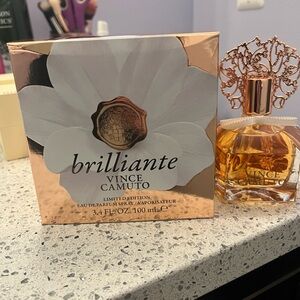 brilliante
VINCE
CAMUTO
LIMITED EDITION
EAU DE PARFUM SPRAY, VAPORISATEUR
3.4 FL. OZ. 100 mL ℮
VINCE